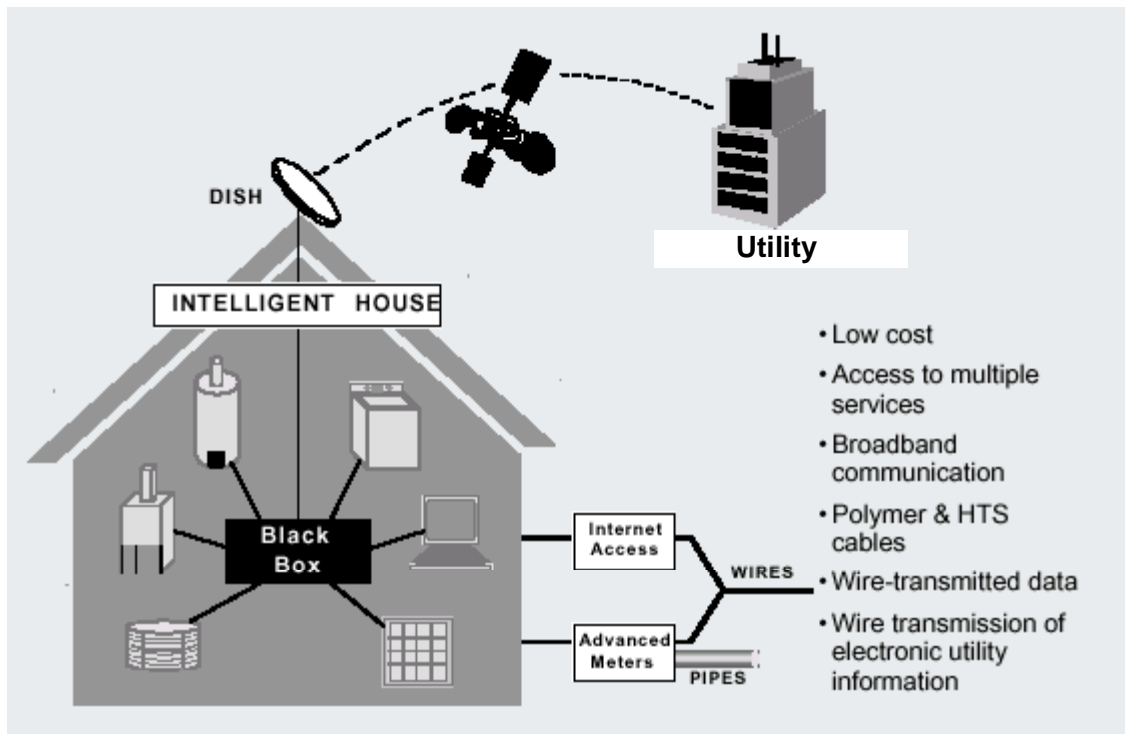 DISH
Utility
INTELLIGENT HOUSE
Black
Box
Internet
Access
WIRES
Advanced
Meters
PIPES
• Low cost
• Access to multiple
services
• Broadband
communication
• Polymer & HTS
cables
• Wire-transmitted data
• Wire transmission of
electronic utility
information